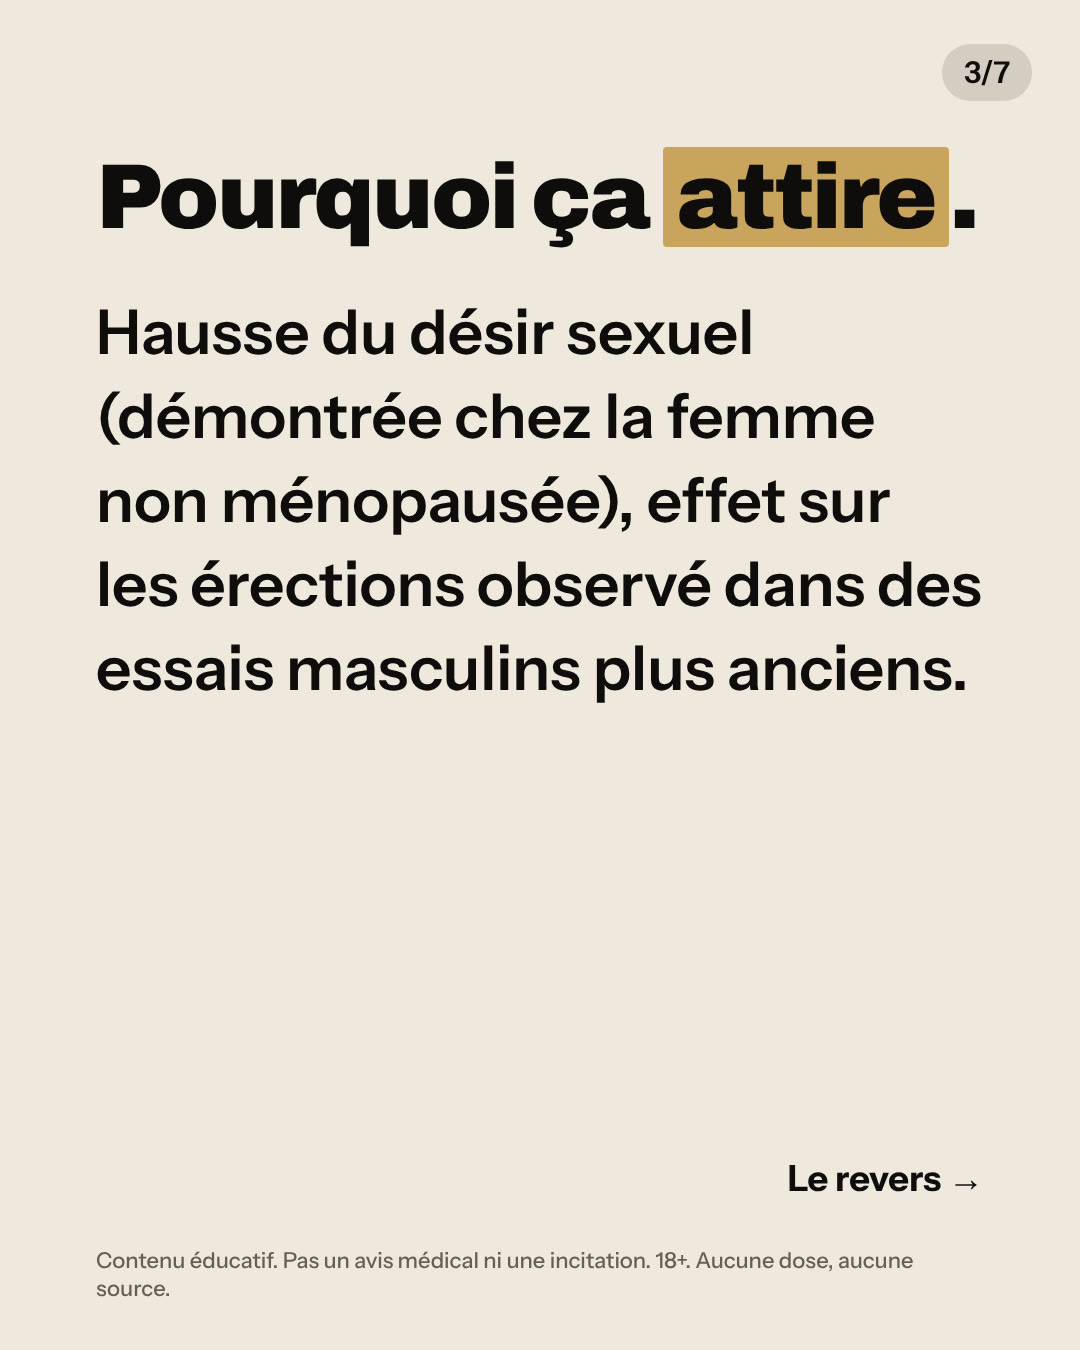 3/7
Pourquoi ça attire.
Hausse du désir sexuel
(démontrée chez la femme
non ménopausée), effet sur
les érections observé dans des
essais masculins plus anciens.
Le revers →
Contenu éducatif. Pas un avis médical ni une incitation. 18+. Aucune dose, aucune
source.